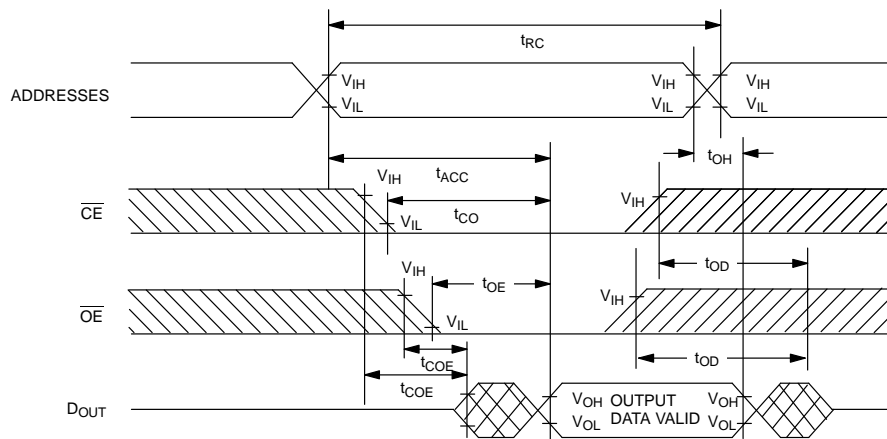 tRC
VIH VIH VIH
ADDRESSES
VIL VIL VIL
tOH
tACC
VIH
tCO
CE VIL VIH
tOD
VIH
tOE
OE VIL VIH
tCOE tOD
tCOE
DOUT VOH OUTPUT VOH
VOL DATA VALID VOL